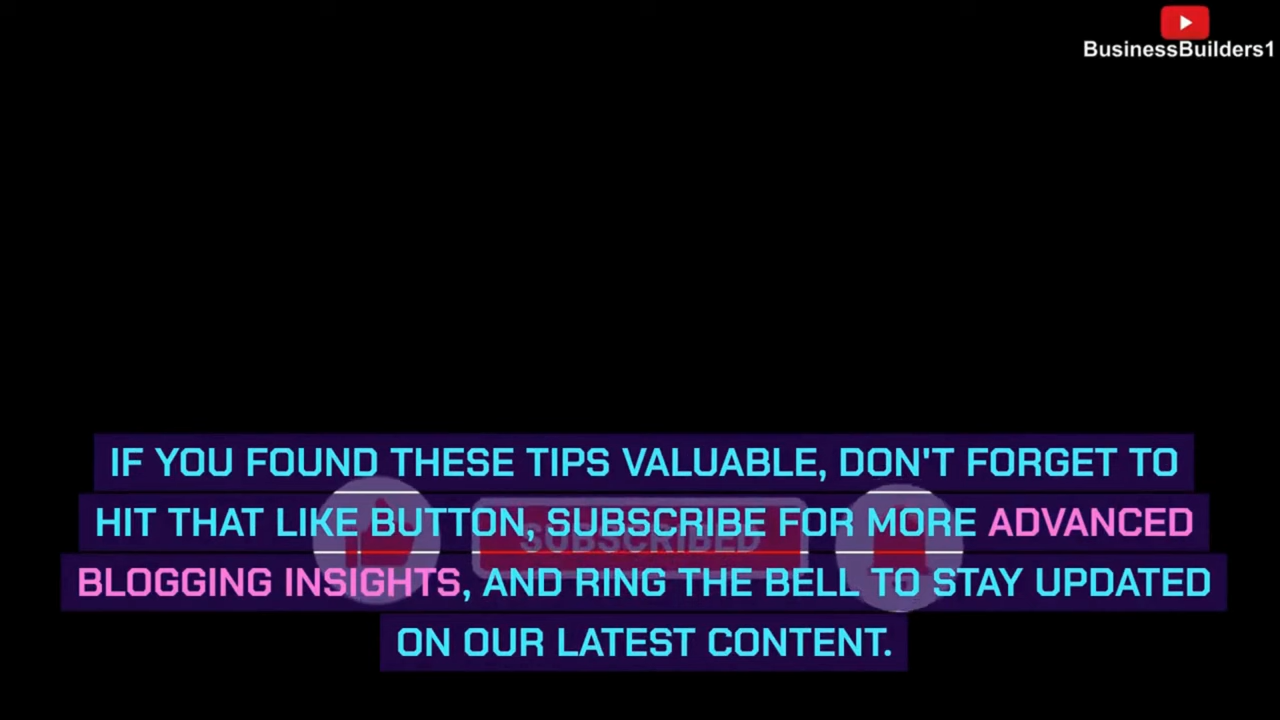 BusinessBuilders1
IF YOU FOUND THESE TIPS VALUABLE, DON'T FORGET TO
HIT THAT LIKE BUTTON, SUBSCRIBE FOR MORE ADVANCED
BLOGGING INSIGHTS, AND RING THE BELL TO STAY UPDATED
ON OUR LATEST CONTENT.
SUBSCRIBED